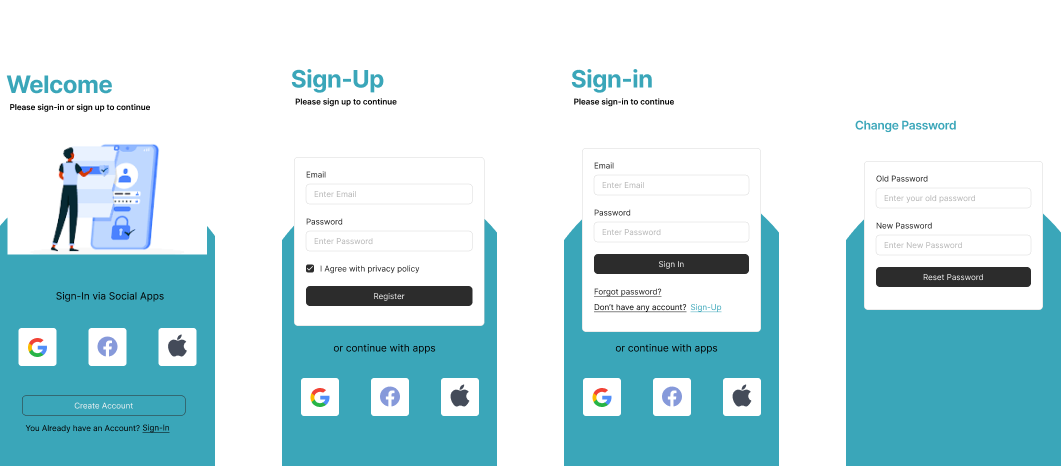 Welcome
Please sign-in or sign up to continue
Sign-In via Social Apps
Create Account
You Already have an Account? Sign-In
Sign-Up
Please sign up to continue
Email
Enter Email
Password
Enter Password
I Agree with privacy policy
Register
or continue with apps
Sign-in
Please sign-in to continue
Email
Enter Email
Password
Enter Password
Sign In
Forgot password?
Don't have any account? Sign-Up
or continue with apps
Change Password
Old Password
Enter your old password
New Password
Enter New Password
Reset Password